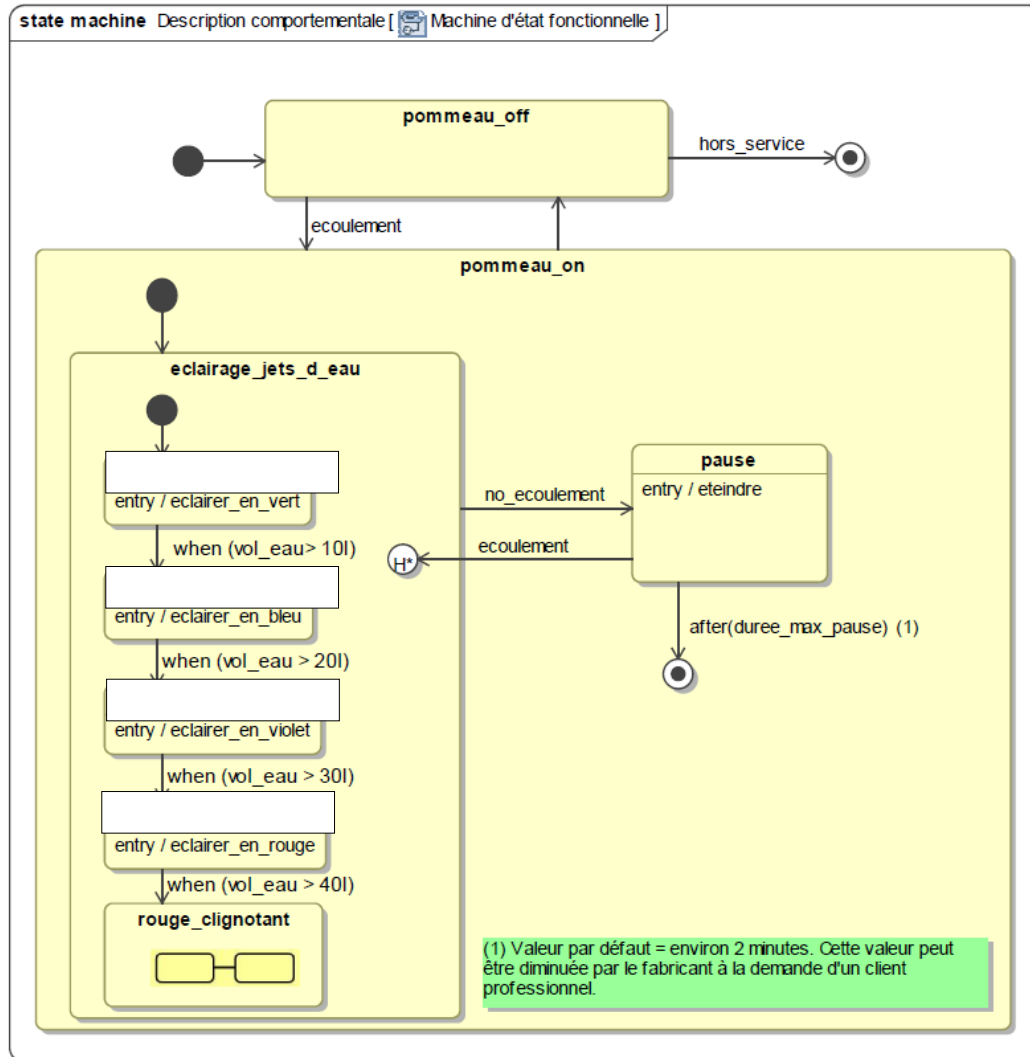 state machine Description comportementale [ Machine d'état fonctionnelle ]
pommeau_off
hors_service
ecoulement
pommeau_on
eclairage_jets_d_eau
entry / eclairer_en_vert
when (vol_eau> 10l)
entry / eclairer_en_bleu
when (vol_eau > 20l)
entry / eclairer_en_violet
when (vol_eau > 30l)
entry / eclairer_en_rouge
when (vol_eau > 40l)
rouge_clignotant
no_ecoulement
ecoulement
H*
pause
entry / eteindre
after(duree_max_pause) (1)
(1) Valeur par défaut = environ 2 minutes. Cette valeur peut
être diminuée par le fabricant à la demande d'un client
professionnel.